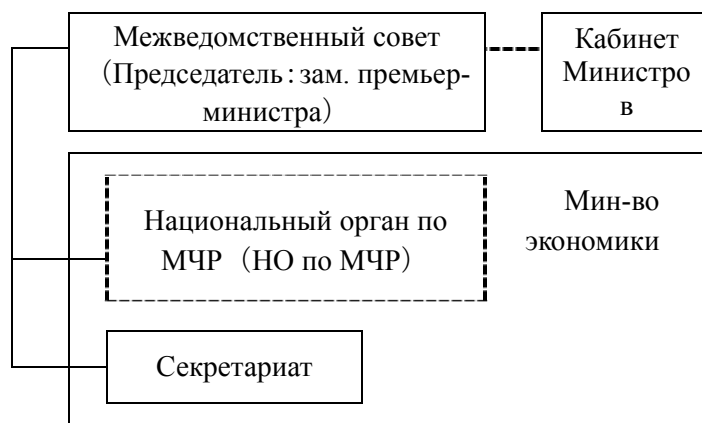 Межведомственный совет
(Председатель: зам. премьер-
министра)
Кабинет
Министро
в
Национальный орган по
МЧР (НО по МЧР)
Мин-во
экономики
Секретариат